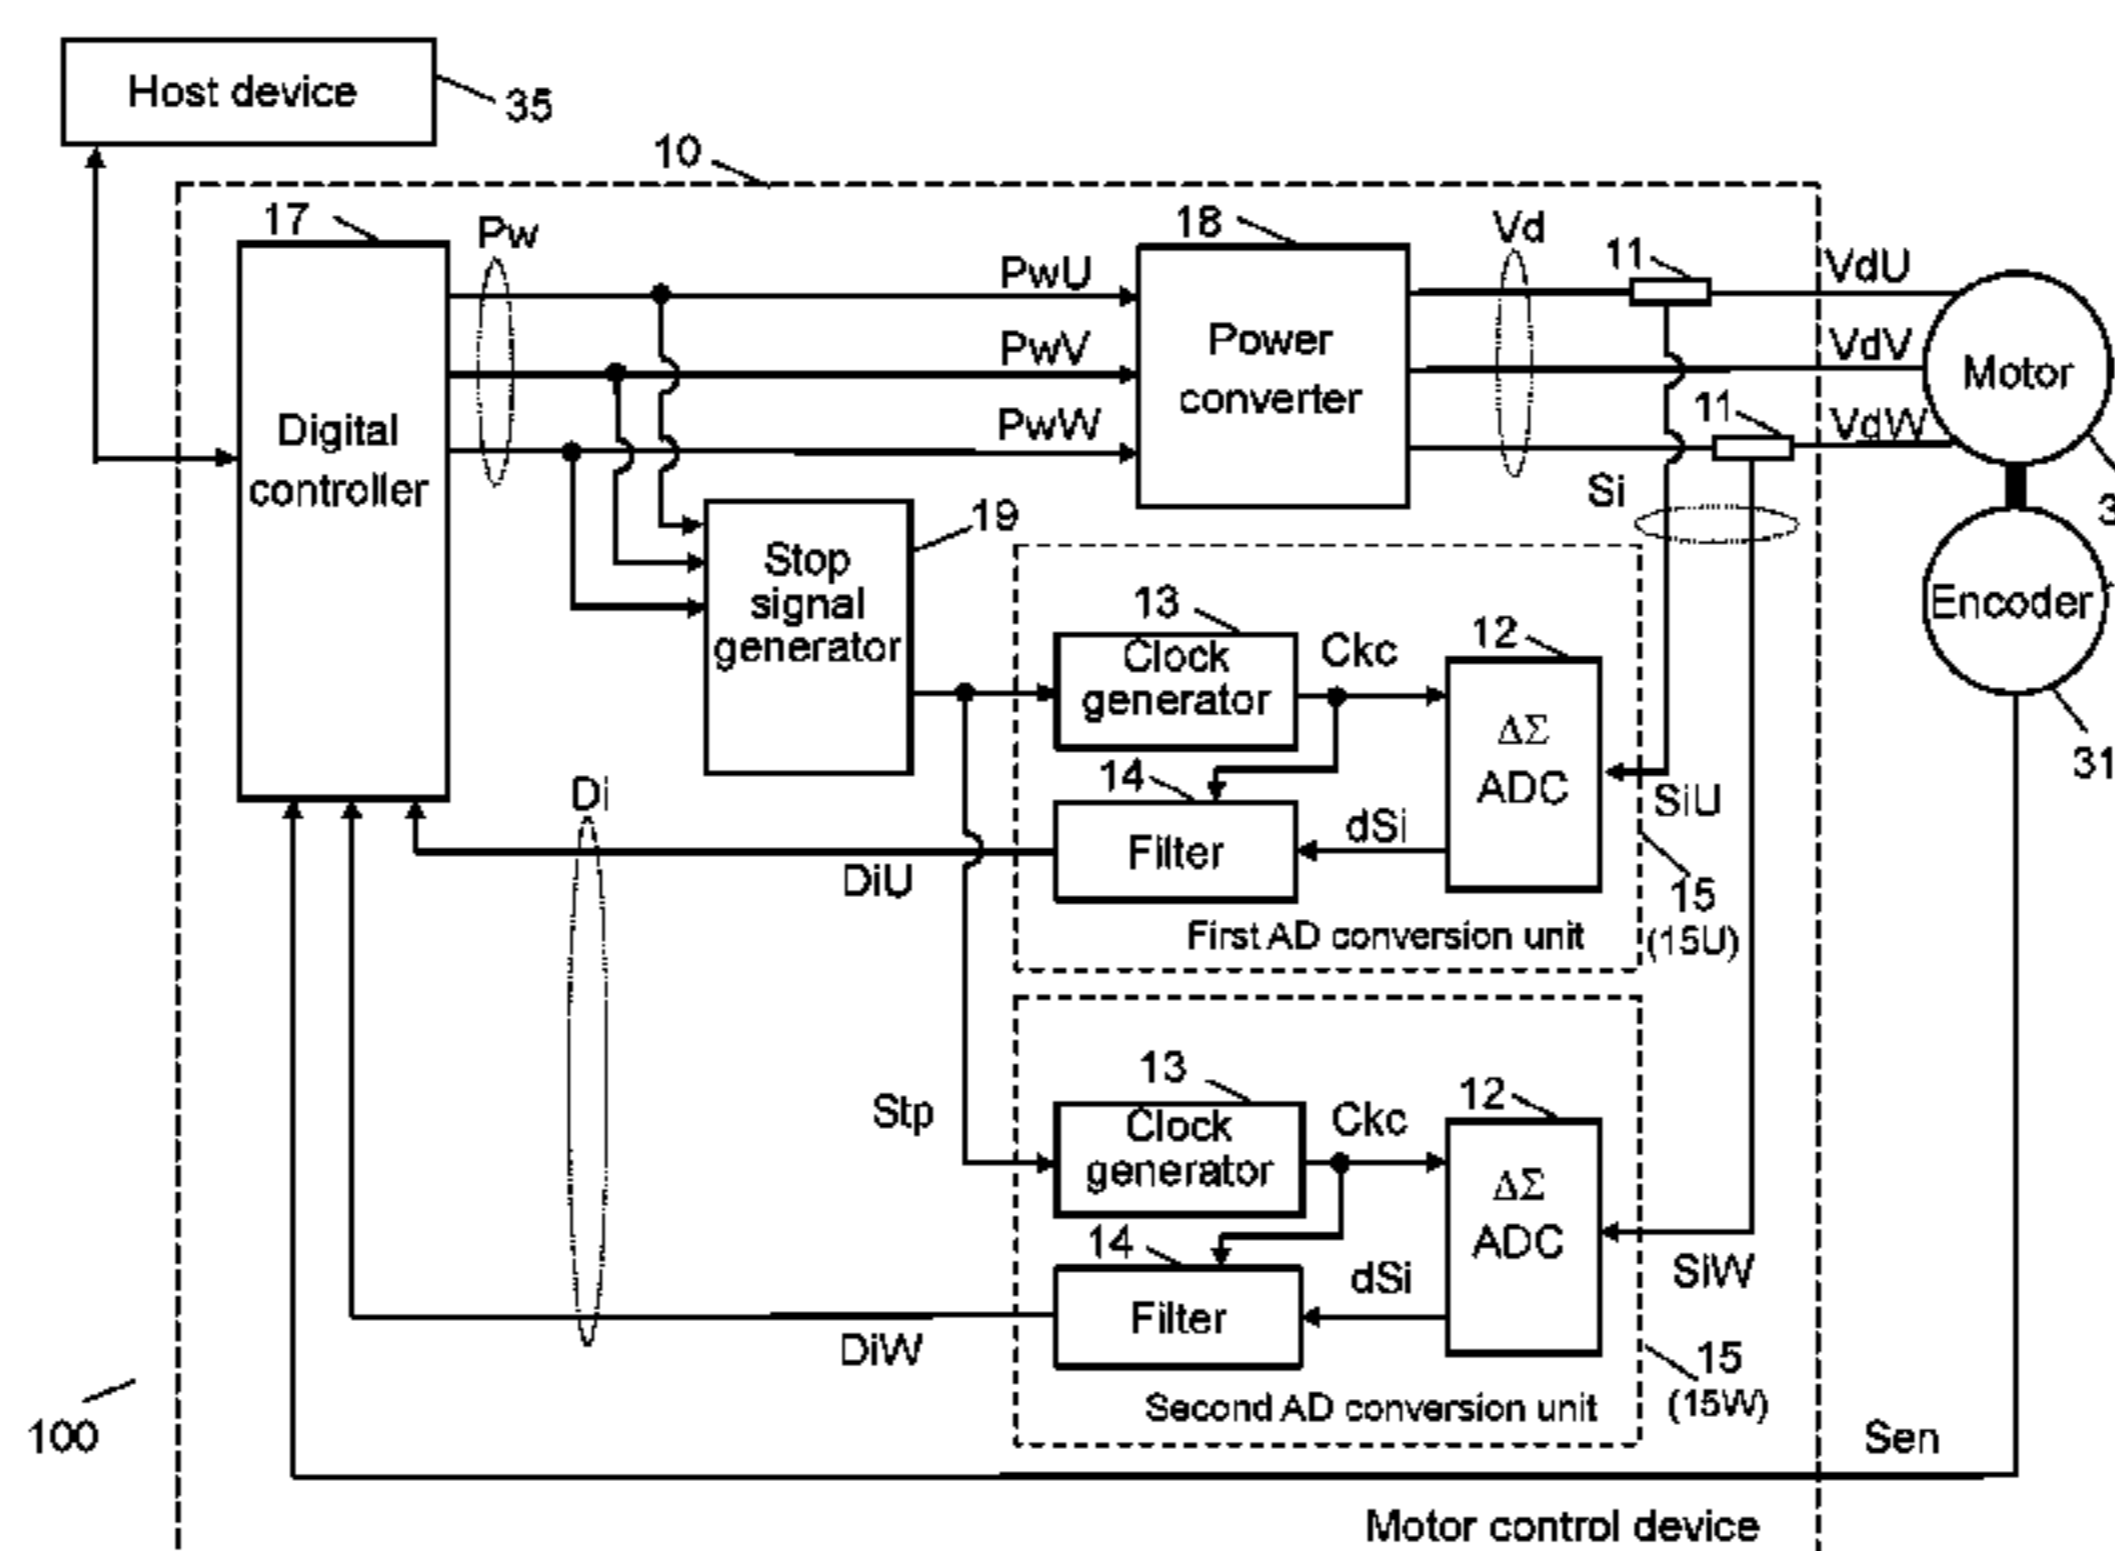 Host device
35
10
17
Pw
PwU
PwV
PwW
18
Power
converter
Vd
11
VdU
VdV
11
VdW
Motor
3
Digital
controller
Si
19
Stop
signal
generator
Encoder
31
13
Clock
generator
Ckc
12
ΔΣ
ADC
SiU
14
Filter
dSi
Di
DiU
First AD conversion unit
15
(15U)
13
Clock
generator
Ckc
12
ΔΣ
ADC
SiW
Stp
14
Filter
dSi
DiW
Second AD conversion unit
15
(15W)
100
Sen
Motor control device